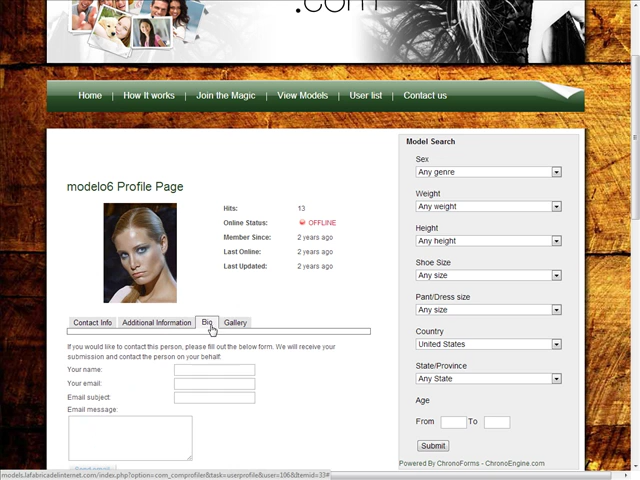 .com
Home | How It works | Join the Magic | View Models | User list | Contact us
modelo6 Profile Page
Hits: 13
Online Status: OFFLINE
Member Since: 2 years ago
Last Online: 2 years ago
Last Updated: 2 years ago
Contact Info Additional Information Bio Gallery
If you would like to contact this person, please fill out the below form. We will receive your
submission and contact the person on your behalf:
Your name:
Your email:
Email subject:
Email message:
Send email
Model Search
Sex
Any genre
Weight
Any weight
Height
Any height
Shoe Size
Any size
Pant/Dress size
Any size
Country
United States
State/Province
Any State
Age
From To
Submit
Powered By ChronoForms - ChronoEngine.com
models.lafabricadelinternet.com/index.php?option=com_comprofiler&task=userprofile&user=106&Itemid=33#